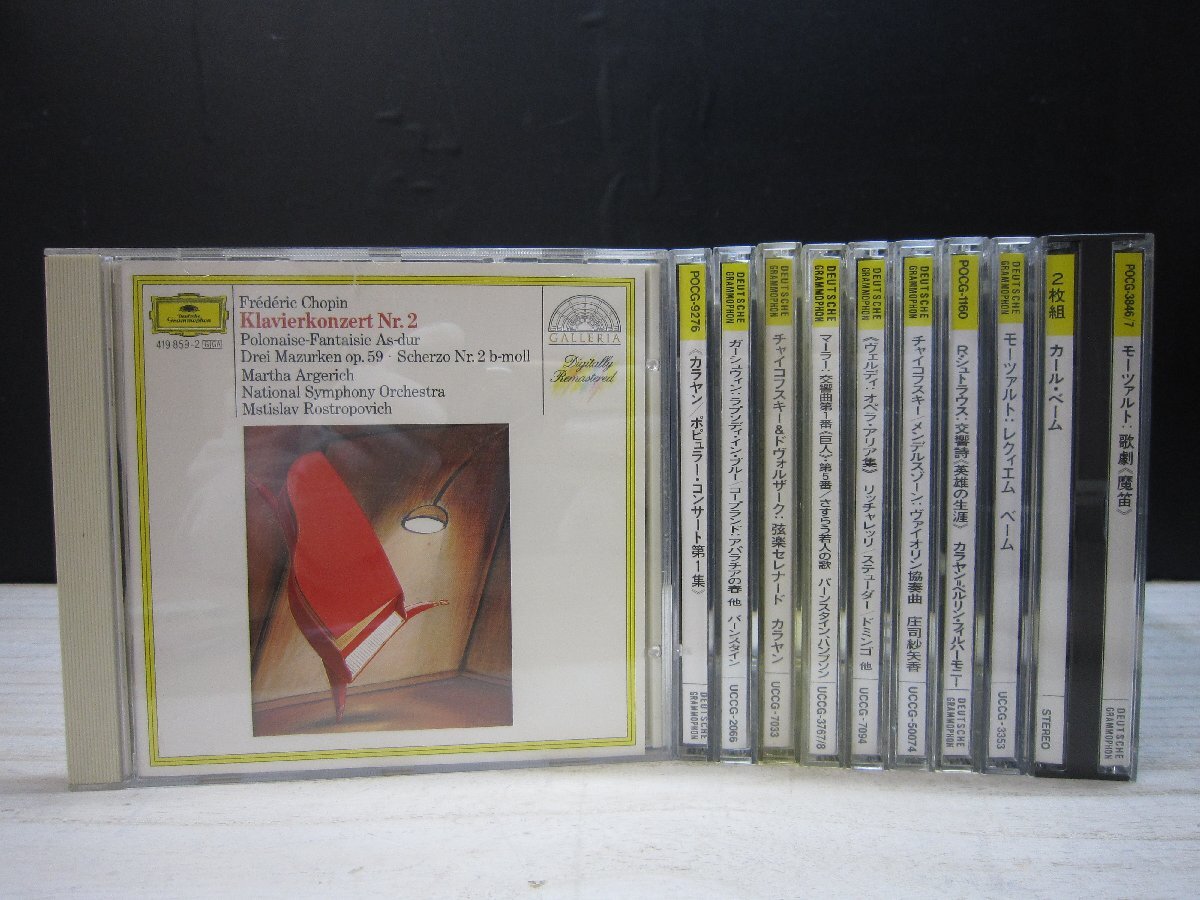 Deutsche
Grammophon
419 859-2 GGA
Frédéric Chopin
Klavierkonzert Nr. 2
Polonaise-Fantaisie As-dur
Drei Mazurken op. 59 · Scherzo Nr. 2 b-moll
Martha Argerich
National Symphony Orchestra
Mstislav Rostropovich
GALLERIA
Digitally
Remastered
POCG-9276
《カラヤン/ポピュラー・コンサート第1集》
DEUTSCHE
GRAMMOPHON
DEUTSCHE
GRAMMOPHON
ガーシュウィン:ラプソディ・イン・ブルー/コープランド:アパラチアの春 他 バーンスタイン
UCCG-2066
DEUTSCHE
GRAMMOPHON
チャイコフスキー&ドヴォルザーク:弦楽セレナード カラヤン
UCCG-7033
DEUTSCHE
GRAMMOPHON
マーラー:交響曲第1番《巨人》・第5番/さすらう若人の歌 バーンスタイン、ハンプソン
UCCG-3767/8
DEUTSCHE
GRAMMOPHON
《ヴェルディ:オペラ・アリア集》 リッチャレッリ/ステューダー/ドミンゴ 他
UCCG-7094
DEUTSCHE
GRAMMOPHON
チャイコフスキー/メンデルスゾーン:ヴァイオリン協奏曲 庄司紗矢香
UCCG-50074
POCG-1160
R・シュトラウス:交響詩《英雄の生涯》 カラヤン=ベルリン・フィルハーモニー
DEUTSCHE
GRAMMOPHON
DEUTSCHE
GRAMMOPHON
モーツァルト:レクィエム ベーム
UCCG-3353
2枚組
カール・ベーム
STEREO
POCG-3846/7
モーツァルト:歌劇《魔笛》
DEUTSCHE
GRAMMOPHON